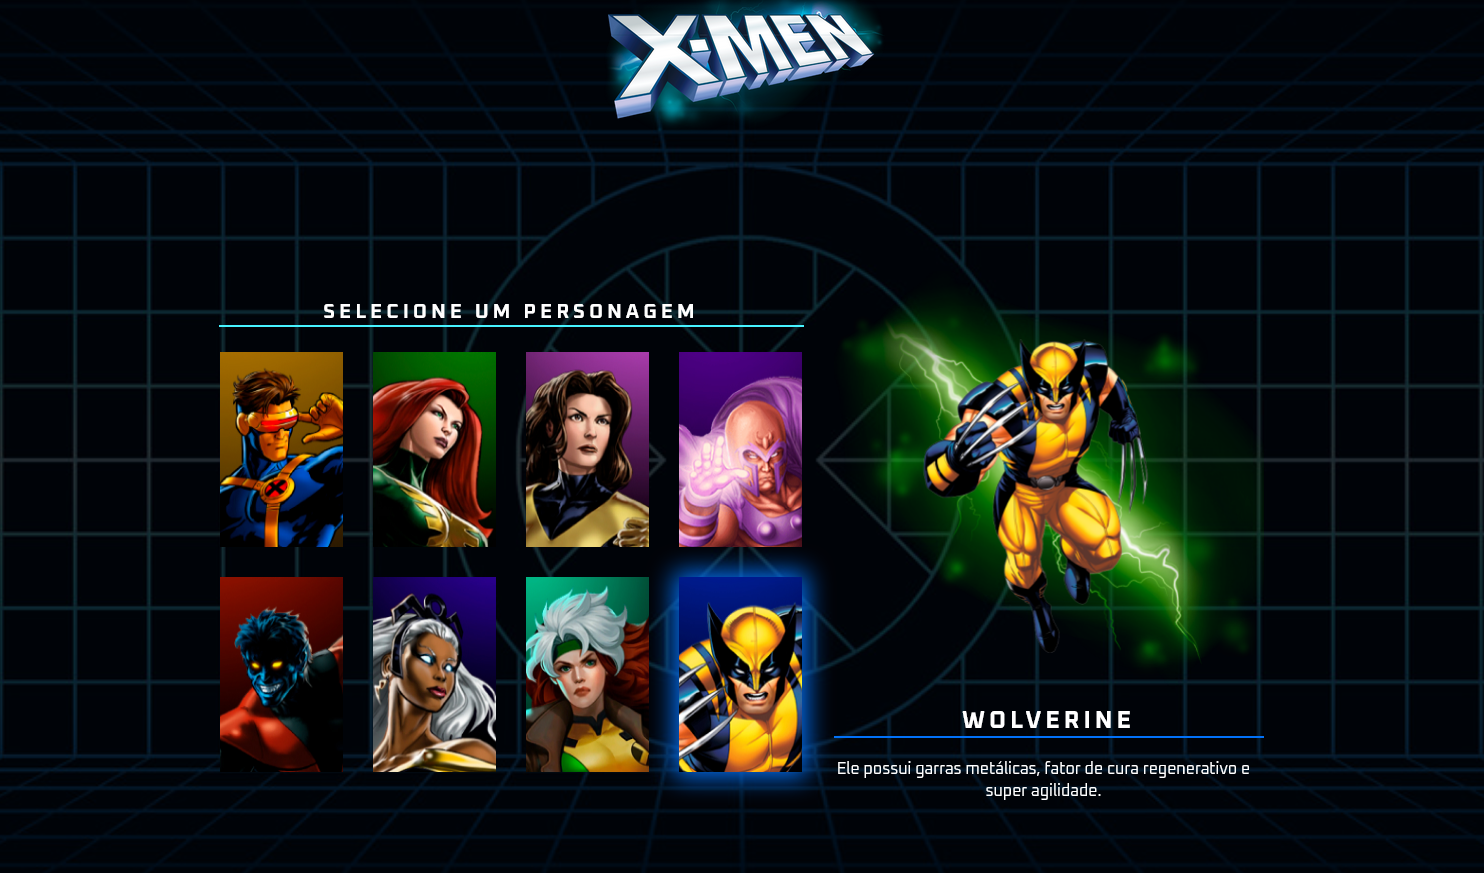 X-MEN
SELECIONE UM PERSONAGEM
WOLVERINE
Ele possui garras metálicas, fator de cura regenerativo e
super agilidade.